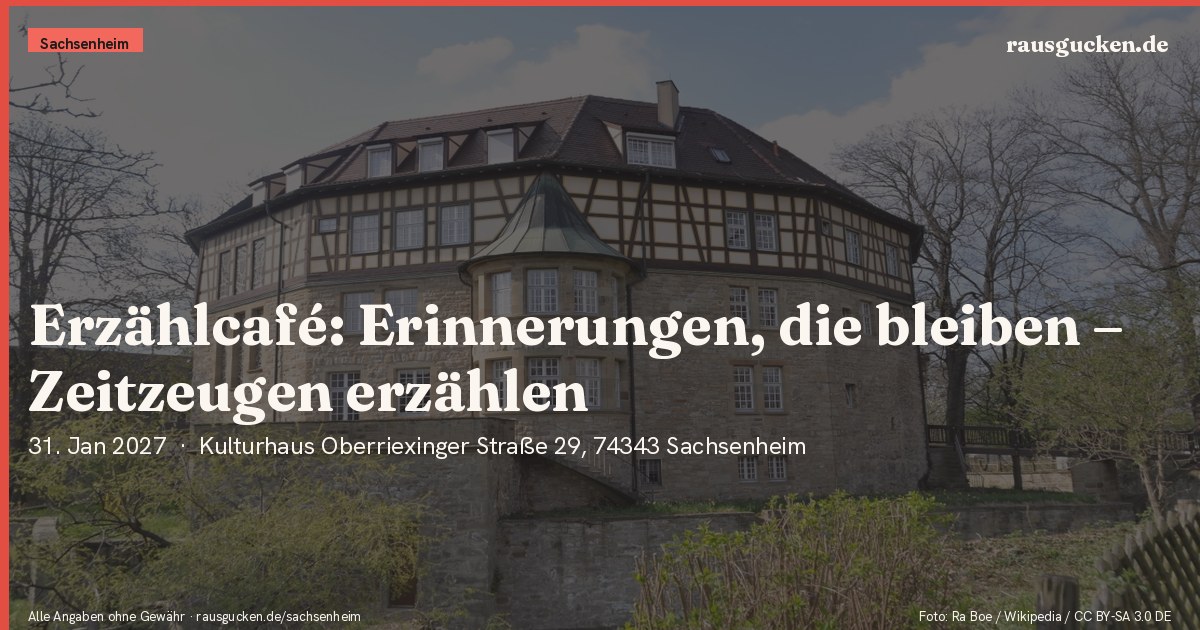 Sachsenheim
rausgucken.de
Erzählcafé: Erinnerungen, die bleiben –
Zeitzeugen erzählen
31. Jan 2027 · Kulturhaus Oberriexinger Straße 29, 74343 Sachsenheim
Alle Angaben ohne Gewähr · rausgucken.de/sachsenheim
Foto: Ra Boe / Wikipedia / CC BY-SA 3.0 DE